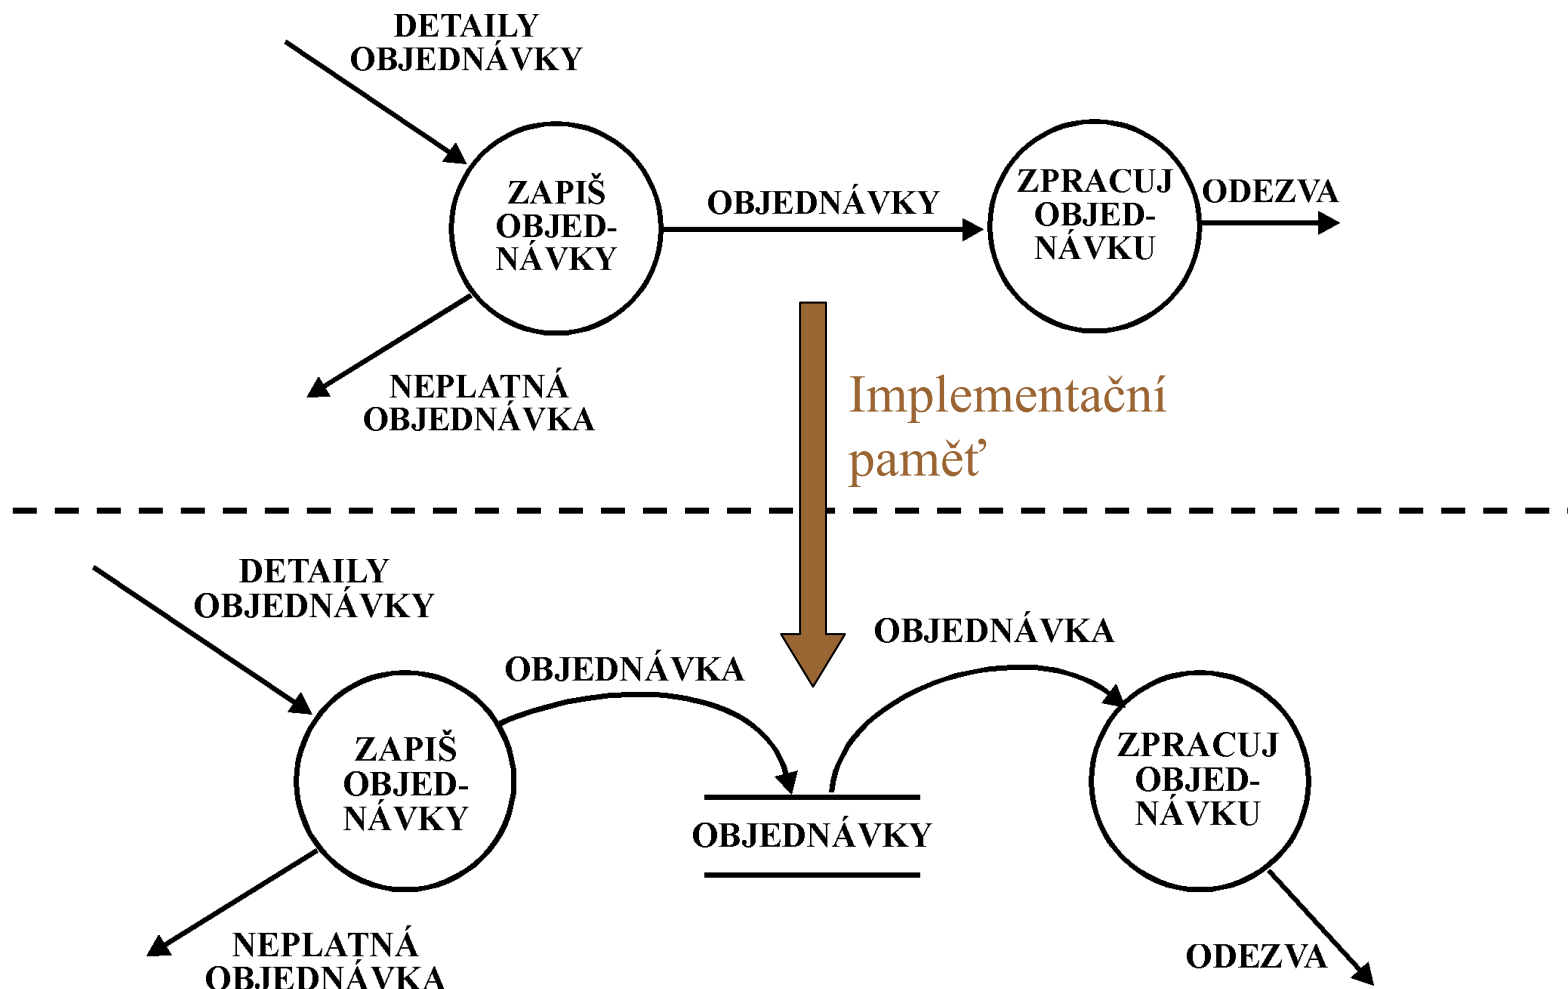 DETAILY
OBJEDNÁVKY
ZAPIŠ
OBJED-
NÁVKY
OBJEDNÁVKY
ZPRACUJ
OBJED-
NÁVKU
ODEZVA
NEPLATNÁ
OBJEDNÁVKA
Implementační
paměť
DETAILY
OBJEDNÁVKY
OBJEDNÁVKA
OBJEDNÁVKA
ZAPIŠ
OBJED-
NÁVKY
OBJEDNÁVKY
ZPRACUJ
OBJED-
NÁVKU
NEPLATNÁ
OBJEDNÁVKA
ODEZVA